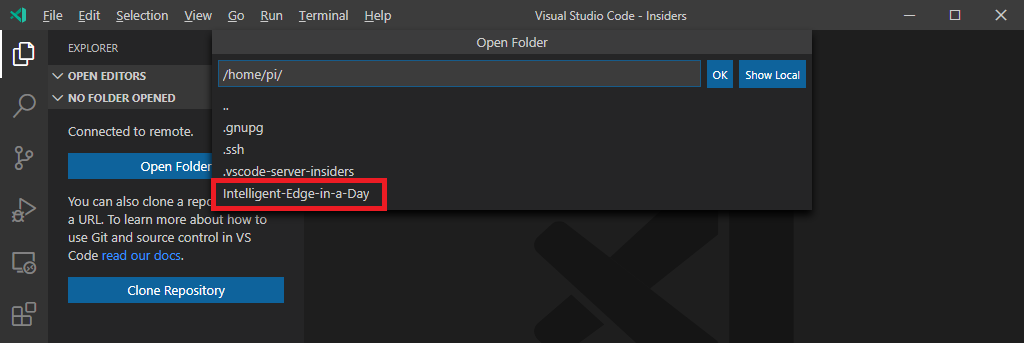 File Edit Selection View Go Run Terminal Help Visual Studio Code - Insiders
EXPLORER
OPEN EDITORS
NO FOLDER OPENED
Connected to remote.
Open Folder
You can also clone a repo
a URL. To learn more about how to
use Git and source control in VS
Code read our docs.
Clone Repository
Open Folder
/home/pi/ OK Show Local
..
.gnupg
.ssh
.vscode-server-insiders
Intelligent-Edge-in-a-Day